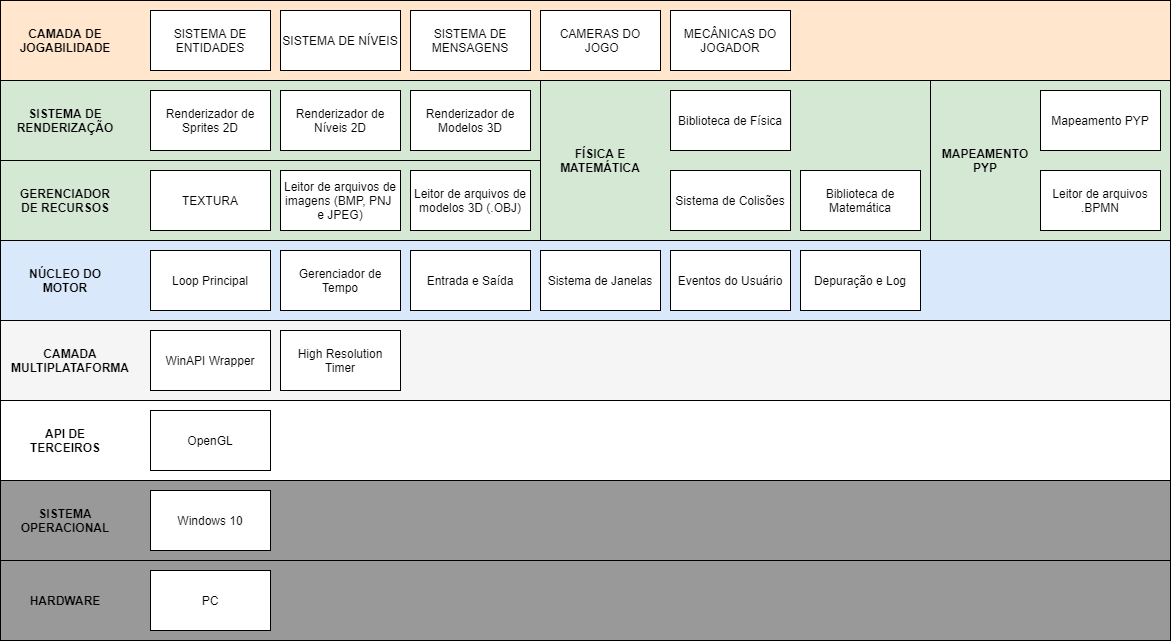 CAMADA DE
JOGABILIDADE
SISTEMA DE
ENTIDADES
SISTEMA DE NÍVEIS
SISTEMA DE
MENSAGENS
CAMERAS DO
JOGO
MECÂNICAS DO
JOGADOR
SISTEMA DE
RENDERIZAÇÃO
Renderizador de
Sprites 2D
Renderizador de
Níveis 2D
Renderizador de
Modelos 3D
GERENCIADOR
DE RECURSOS
TEXTURA
Leitor de arquivos de
imagens (BMP, PNJ
e JPEG)
Leitor de arquivos de
modelos 3D (.OBJ)
FÍSICA E
MATEMÁTICA
Biblioteca de Física
Sistema de Colisões
Biblioteca de
Matemática
MAPEAMENTO
PYP
Mapeamento PYP
Leitor de arquivos
.BPMN
NÚCLEO DO
MOTOR
Loop Principal
Gerenciador de
Tempo
Entrada e Saída
Sistema de Janelas
Eventos do Usuário
Depuração e Log
CAMADA
MULTIPLATAFORMA
WinAPI Wrapper
High Resolution
Timer
API DE
TERCEIROS
OpenGL
SISTEMA
OPERACIONAL
Windows 10
HARDWARE
PC